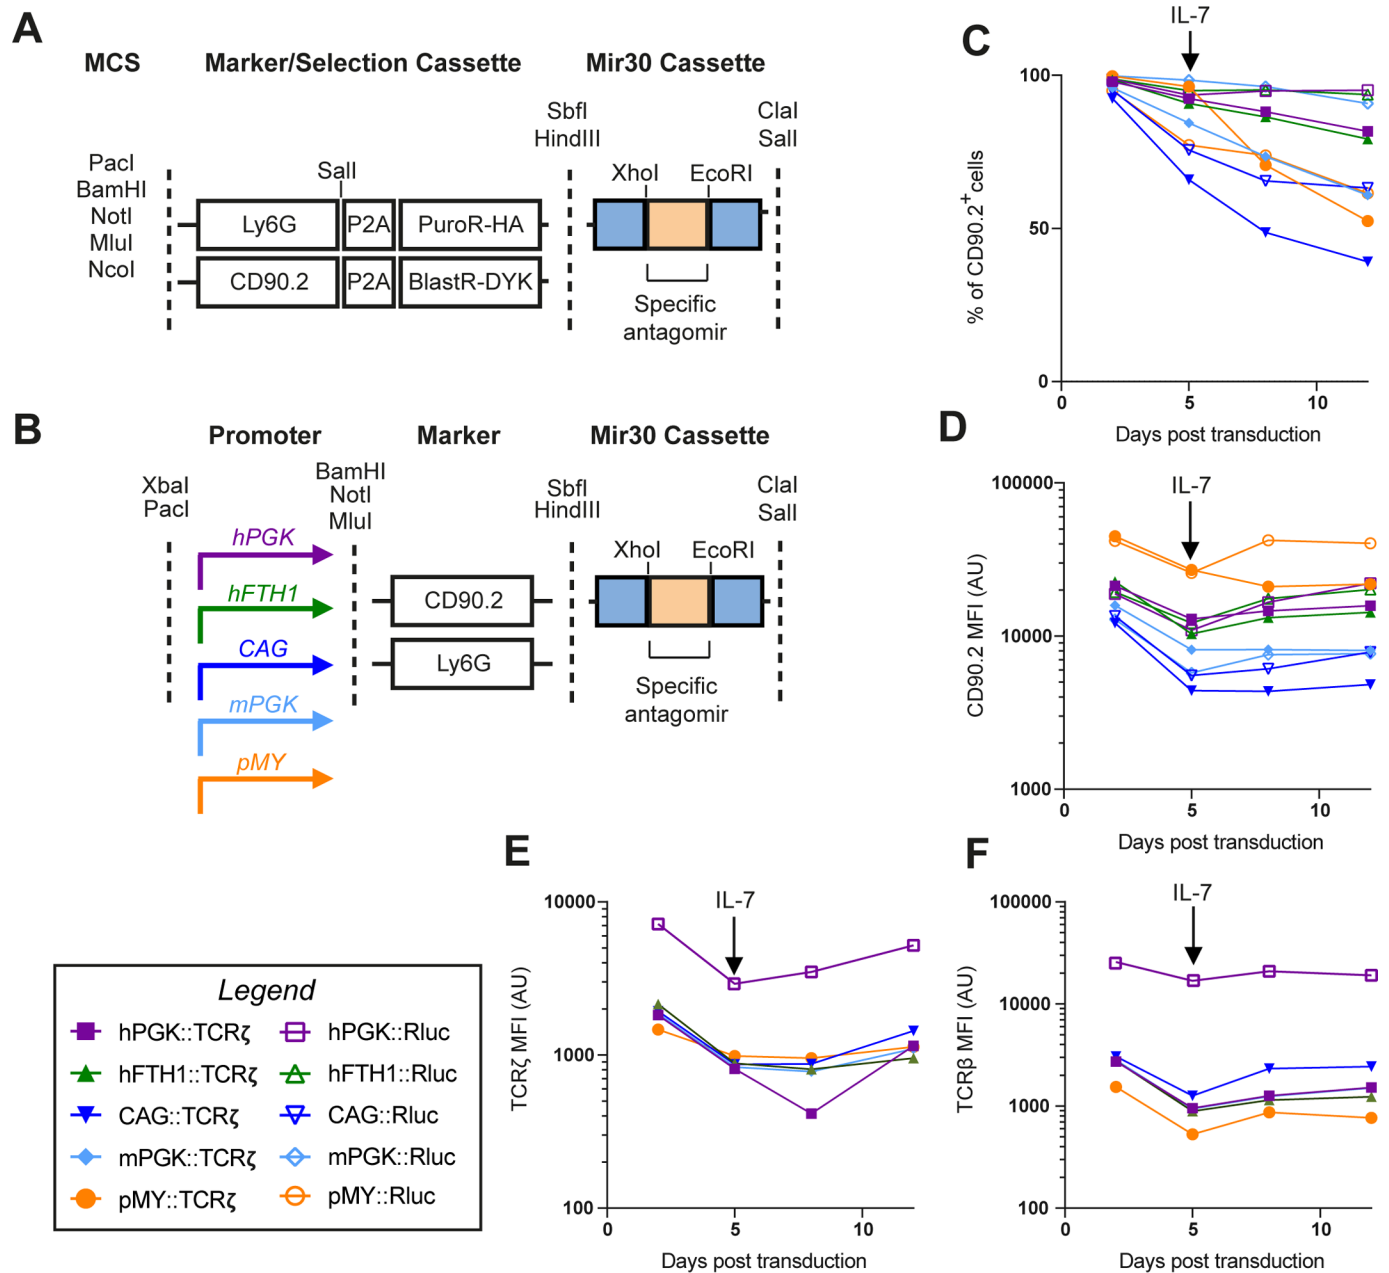 A
MCS
Marker/Selection Cassette
Mir30 Cassette
SbfI
HindIII
ClaI
SalI
PacI
BamHI
NotI
MluI
NcoI
SalI
XhoI
EcoRI
Ly6G
P2A
PuroR-HA
CD90.2
P2A
BlastR-DYK
Specific
antagomir
B
Promoter
Marker
Mir30 Cassette
XbaI
PacI
BamHI
NotI
MluI
SbfI
HindIII
ClaI
SalI
hPGK
hFTH1
CAG
mPGK
pMY
XhoI
EcoRI
CD90.2
Ly6G
Specific
antagomir
C
IL-7
% of CD90.2+cells
100
50
0
0
5
10
Days post transduction
D
IL-7
CD90.2 MFI (AU)
100000
10000
1000
0
5
10
Days post transduction
E
IL-7
TCRζ MFI (AU)
10000
1000
100
0
5
10
Days post transduction
F
IL-7
TCRβ MFI (AU)
100000
10000
1000
100
0
5
10
Days post transduction
Legend
hPGK::TCRζ
hPGK::Rluc
hFTH1::TCRζ
hFTH1::Rluc
CAG::TCRζ
CAG::Rluc
mPGK::TCRζ
mPGK::Rluc
pMY::TCRζ
pMY::Rluc